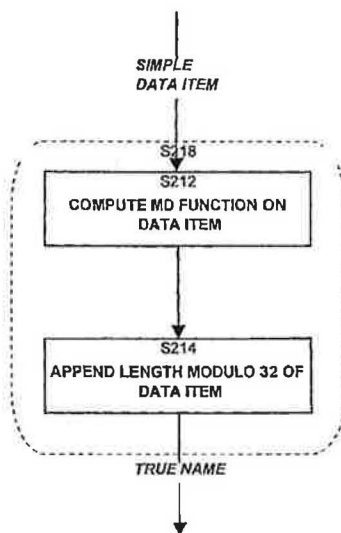 SIMPLE
DATA ITEM
S218
S212
COMPUTE MD FUNCTION ON
DATA ITEM
S214
APPEND LENGTH MODULO 32 OF
DATA ITEM
TRUE NAME